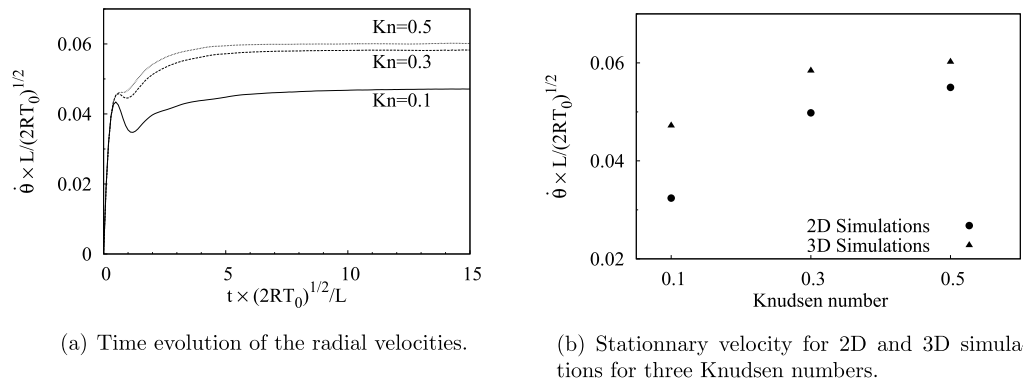 0.06
0.04
0.02
0
θ̇ × L/(2RT₀)^1/2
Kn=0.5
Kn=0.3
Kn=0.1
0 5 10 15
t × (2RT₀)^1/2/L
(a) Time evolution of the radial velocities.
0.06
0.04
0.02
θ̇ × L/(2RT₀)^1/2
2D Simulations
3D Simulations
0.1 0.3 0.5
Knudsen number
(b) Stationnary velocity for 2D and 3D simula-
tions for three Knudsen numbers.